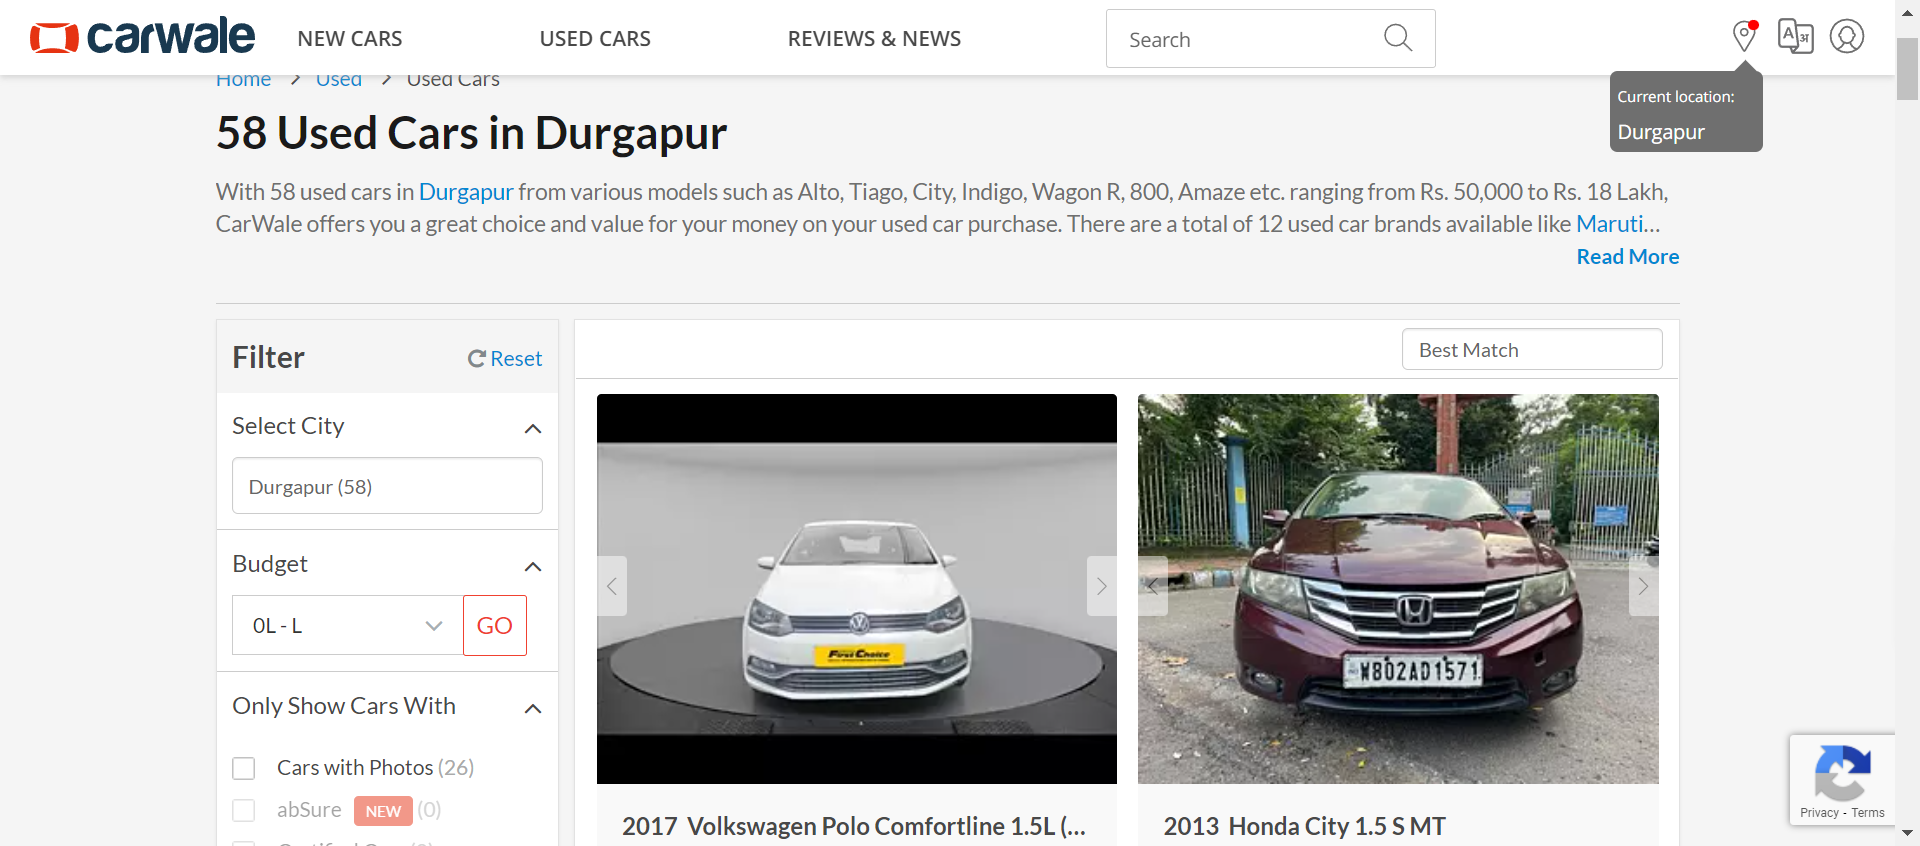 carwale NEW CARS USED CARS REVIEWS & NEWS Search
Home > Used > Used Cars
Current location:
Durgapur
58 Used Cars in Durgapur
With 58 used cars in Durgapur from various models such as Alto, Tiago, City, Indigo, Wagon R, 800, Amaze etc. ranging from Rs. 50,000 to Rs. 18 Lakh,
CarWale offers you a great choice and value for your money on your used car purchase. There are a total of 12 used car brands available like Maruti...
Read More
Filter Reset
Select City
Durgapur (58)
Budget
0L - L GO
Only Show Cars With
Cars with Photos (26)
abSure NEW (0)
Best Match
First Choice
WB02AD1571
2017 Volkswagen Polo Comfortline 1.5L (...
2013 Honda City 1.5 S MT
Privacy - Terms